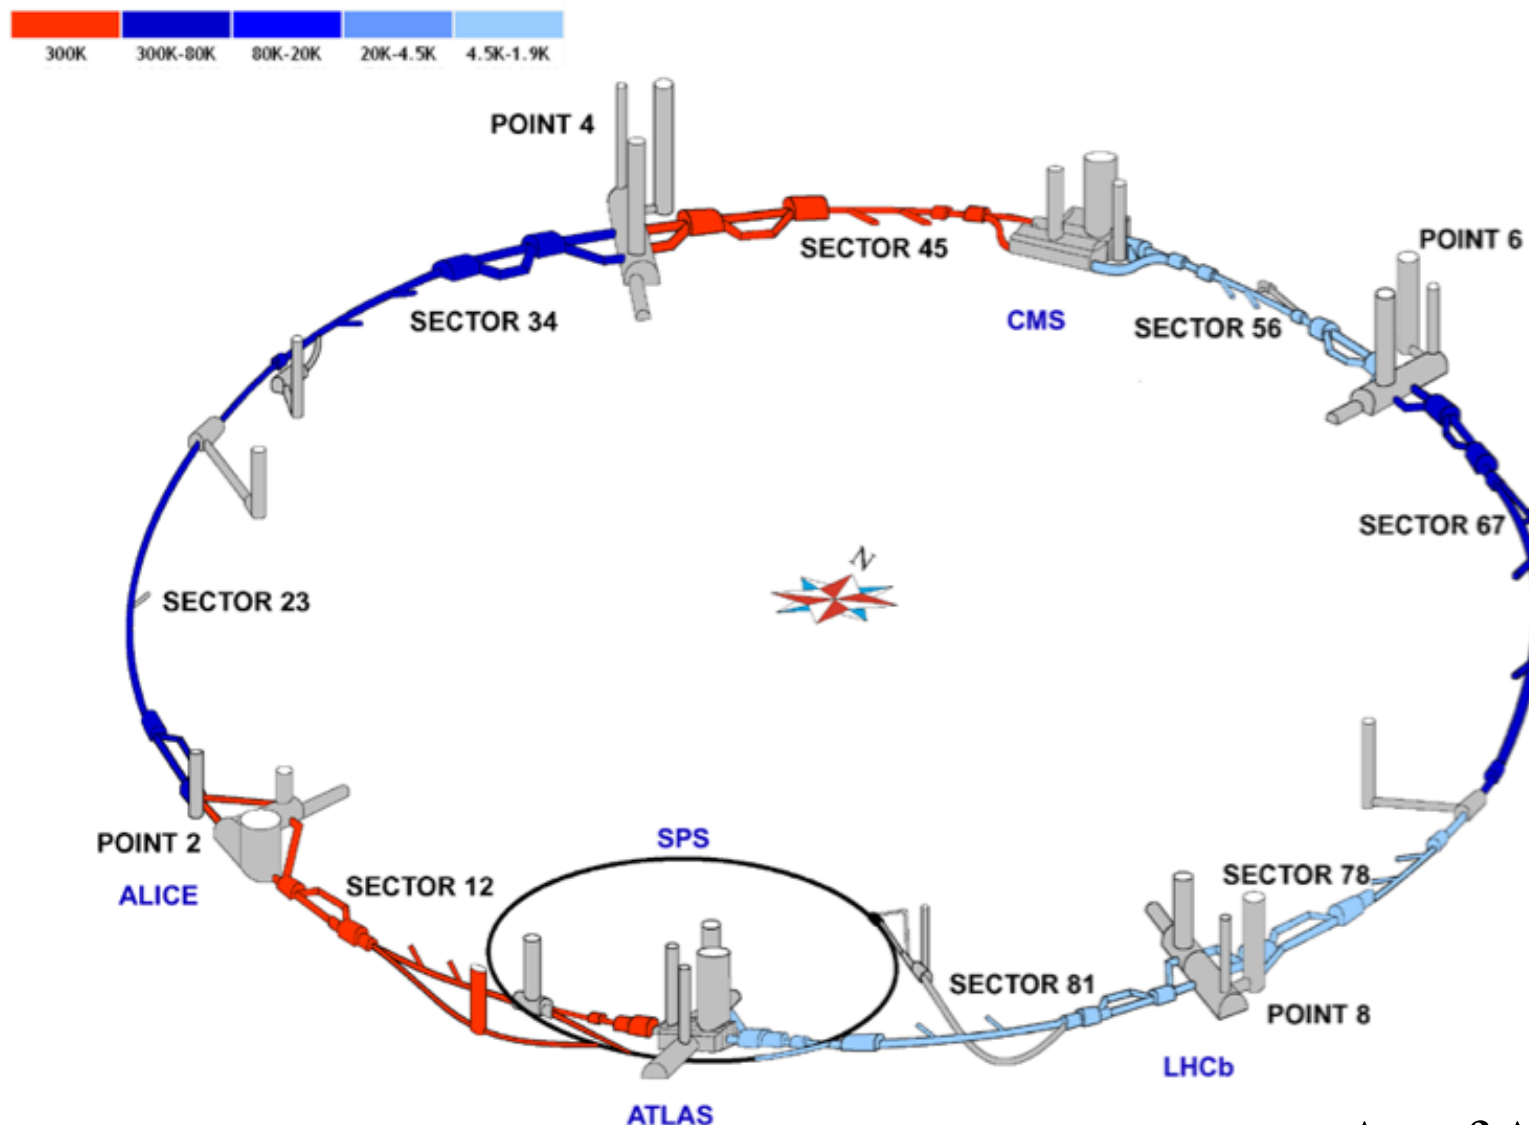 300K 300K-80K 80K-20K 20K-4.5K 4.5K-1.9K
POINT 4
POINT 6
SECTOR 45
CMS
SECTOR 34
SECTOR 56
SECTOR 67
N
SECTOR 23
SPS
POINT 2
SECTOR 12
SECTOR 78
ALICE
SECTOR 81
POINT 8
LHCb
ATLAS